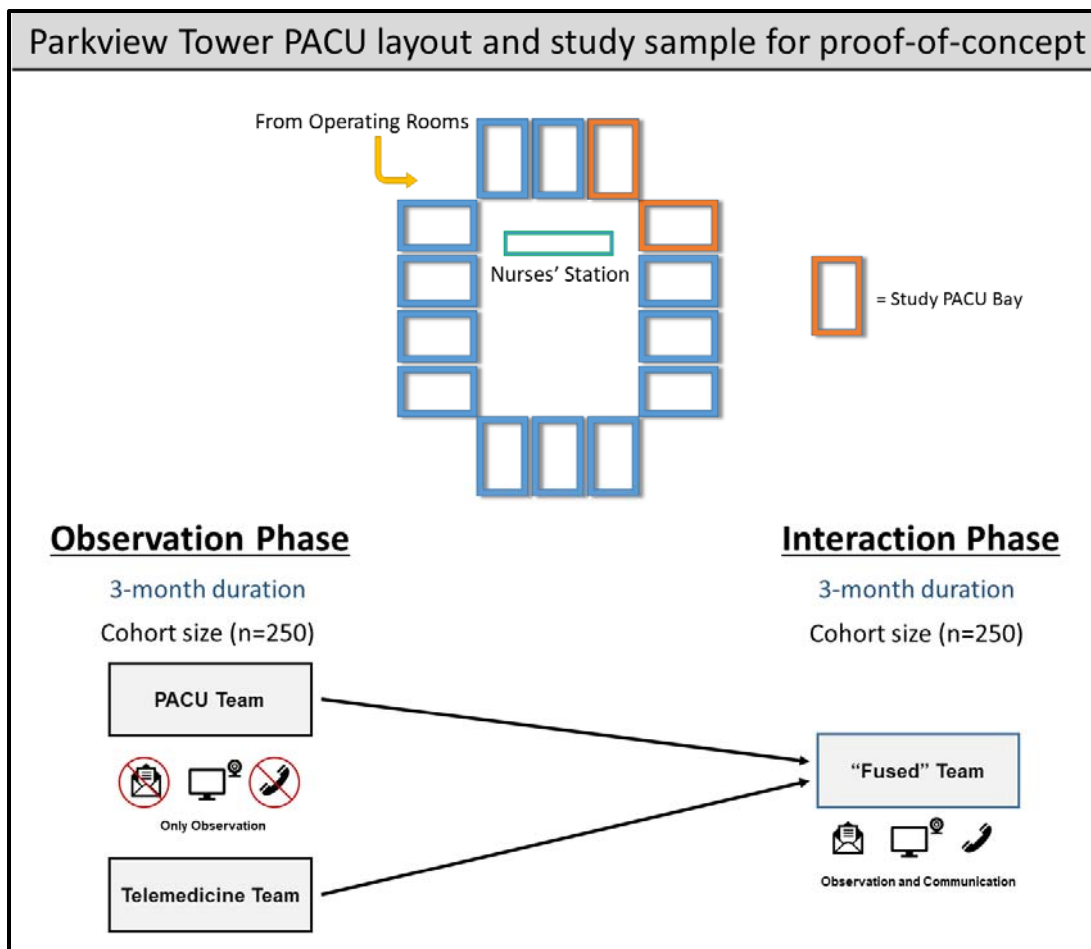 Parkview Tower PACU layout and study sample for proof-of-concept
From Operating Rooms
Nurses’ Station
= Study PACU Bay
Observation Phase
3-month duration
Cohort size (n=250)
PACU Team
Only Observation
Telemedicine Team
Interaction Phase
3-month duration
Cohort size (n=250)
“Fused” Team
Observation and Communication